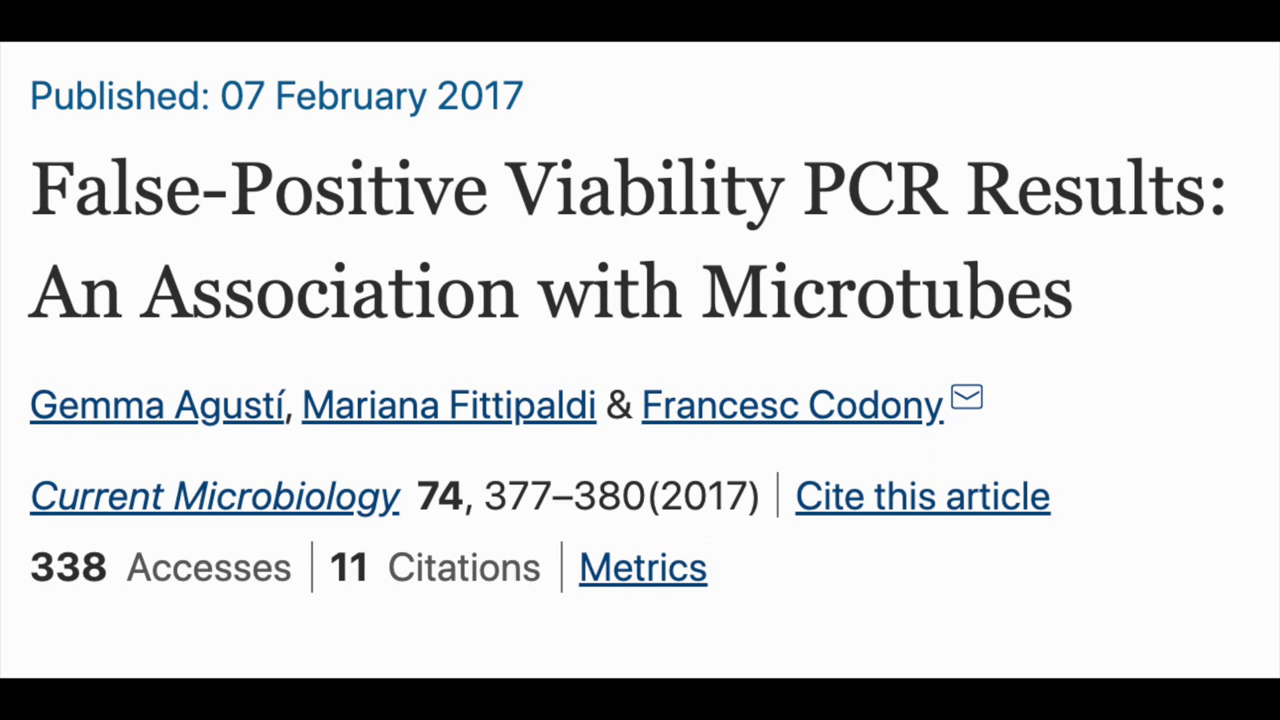 Published: 07 February 2017
False-Positive Viability PCR Results:
An Association with Microtubes
Gemma Agustí, Mariana Fittipaldi & Francesc Codony
Current Microbiology 74, 377–380(2017) | Cite this article
338 Accesses | 11 Citations | Metrics